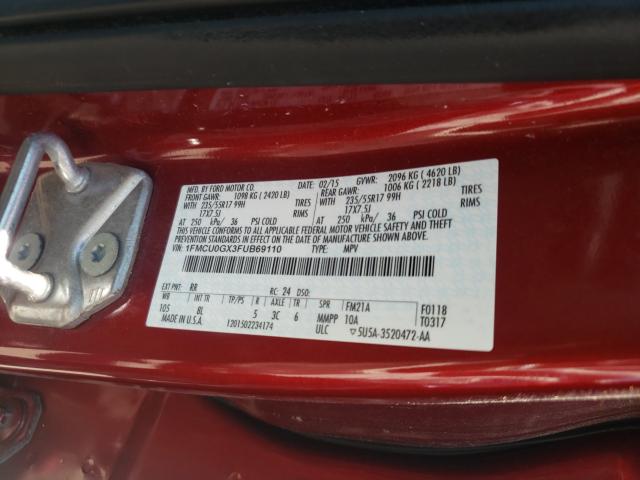 MFD. BY FORD MOTOR CO.
DATE: 02/15 GVWR: 2096 KG ( 4620 LB)
FRONT GAWR: 1098 KG ( 2420 LB) REAR GAWR: 1006 KG ( 2218 LB)
WITH 235/55R17 99H TIRES WITH 235/55R17 99H TIRES
17X7.5J RIMS 17X7.5J RIMS
AT 250 kPa/ 36 PSI COLD AT 250 kPa/ 36 PSI COLD
THIS VEHICLE CONFORMS TO ALL APPLICABLE FEDERAL MOTOR VEHICLE SAFETY AND THEFT
PREVENTION STANDARDS IN EFFECT ON THE DATE OF MANUFACTURE SHOWN ABOVE.
VIN: 1FMCU0GX3FUB69110 TYPE: MPV
EXT PNT: RR RC: 24 DSO:
WB INT TR TP/PS R AXLE TR SPR FM21A F0118
105 8L 5 3C 6 MMPP 10A T0317
MADE IN U.S.A. 1201502234174 ULC ▽5U5A-3520472-AA